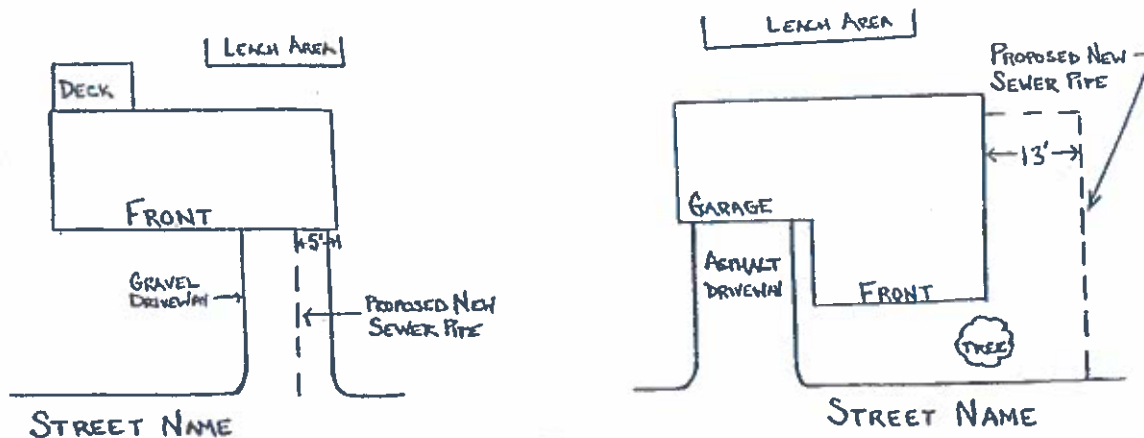 LEACH AREA
DECK
FRONT
5'
GRAVEL
DRIVEWAY
PROPOSED NEW
SEWER PIPE
STREET NAME
LEACH AREA
PROPOSED NEW
SEWER PIPE
13'
GARAGE
ASPHALT
DRIVEWAY
FRONT
TREE
STREET NAME